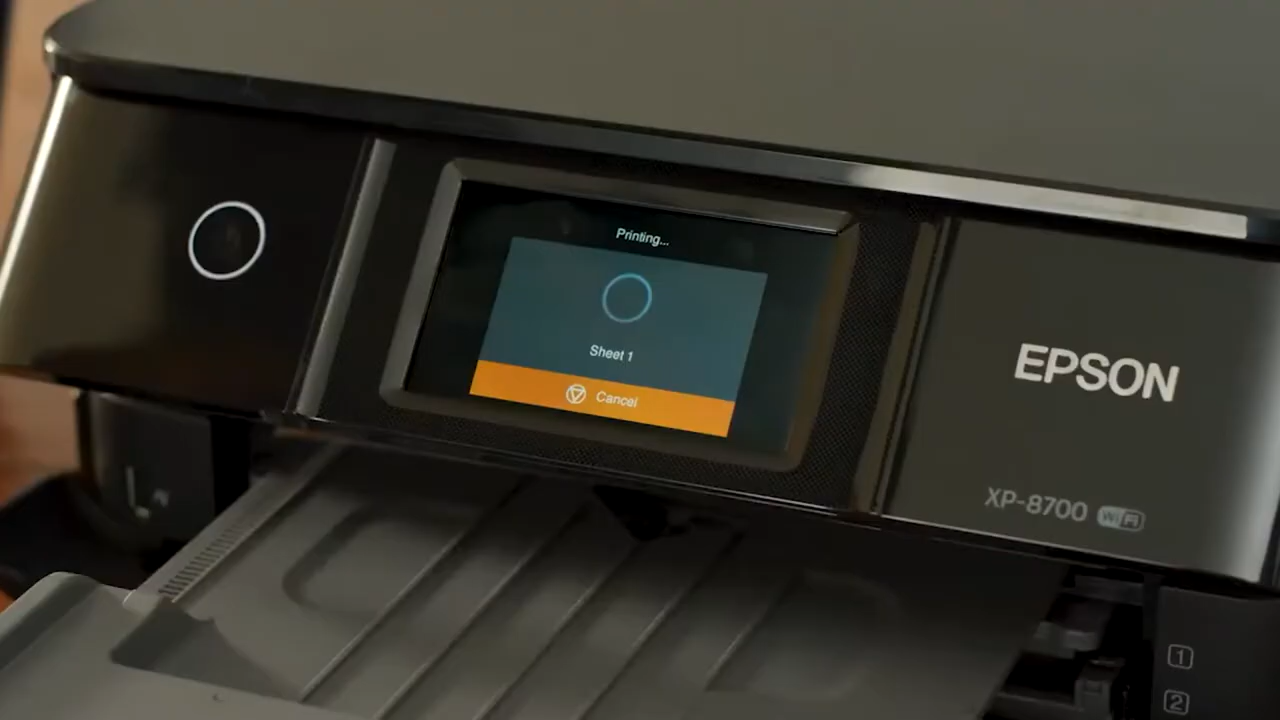 Printing...
Sheet 1
Cancel
EPSON
XP-8700 WiFi
1
2